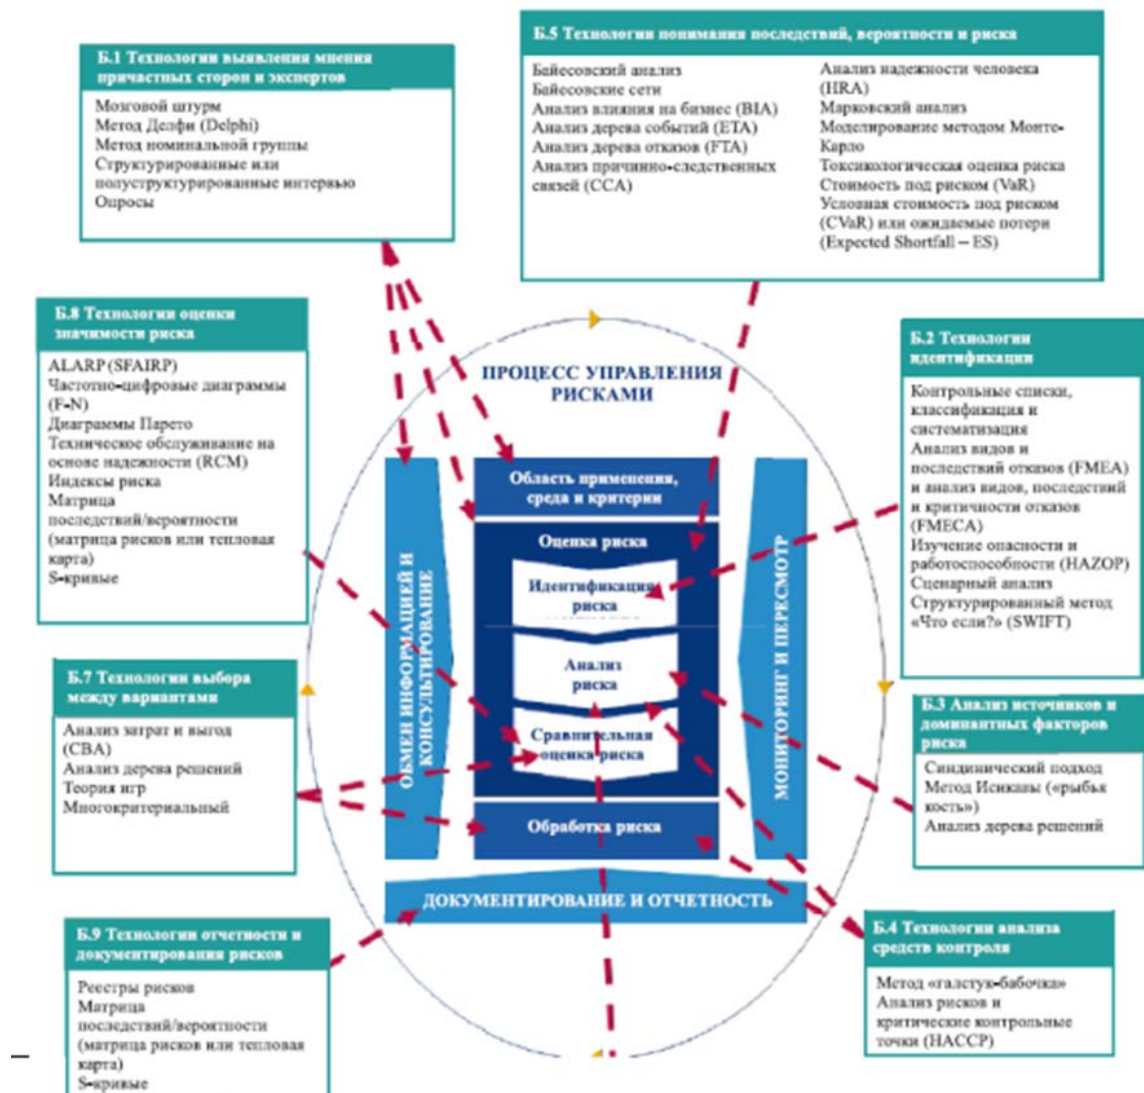 Б.1 Технологии выявления мнения
причастных сторон и экспертов
Мозговой штурм
Метод Делфи (Delphi)
Метод номинальной группы
Структурированные или
полуструктурированные интервью
Опросы
Б.5 Технологии понимания последствий, вероятности и риска
Байесовский анализ
Байесовские сети
Анализ влияния на бизнес (BIA)
Анализ дерева событий (ETA)
Анализ дерева отказов (FTA)
Анализ причинно-следственных
связей (CCA)
Анализ надежности человека
(HRA)
Марковский анализ
Моделирование методом Монте-
Карло
Токсикологическая оценка риска
Стоимость под риском (VaR)
Условная стоимость под риском
(CVaR) или ожидаемые потери
(Expected Shortfall – ES)
Б.8 Технологии оценки
значимости риска
ALARP (SFAIRP)
Частотно-цифровые диаграммы
(F-N)
Диаграммы Парето
Техническое обслуживание на
основе надежности (RCM)
Индексы риска
Матрица
последствий/вероятности
(матрица рисков или тепловая
карта)
S-кривые
ПРОЦЕСС УПРАВЛЕНИЯ
РИСКАМИ
Область применения,
среда и критерии
Оценка риска
Идентификация
риска
Анализ
риска
Сравнительная
оценка риска
Обработка риска
ОБМЕН ИНФОРМАЦИЕЙ И
КОНСУЛЬТИРОВАНИЕ
МОНИТОРИНГ И ПЕРЕСМОТР
ДОКУМЕНТИРОВАНИЕ И ОТЧЕТНОСТЬ
Б.2 Технологии
идентификации
Контрольные списки,
классификация и
систематизация
Анализ видов и
последствий отказов (FMEA)
и анализ видов, последствий
и критичности отказов
(FMECA)
Изучение опасности и
работоспособности (HAZOP)
Сценарный анализ
Структурированный метод
«Что если?» (SWIFT)
Б.7 Технологии выбора
между вариантами
Анализ затрат и выгод
(CBA)
Анализ дерева решений
Теория игр
Многокритериальный
Б.3 Анализ источников и
доминантных факторов
риска
Синдинический подход
Метод Исикавы («рыбья
кость»)
Анализ дерева решений
Б.9 Технологии отчетности и
документирования рисков
Реестры рисков
Матрица
последствий/вероятности
(матрица рисков или тепловая
карта)
S-кривые
Б.4 Технологии анализа
средств контроля
Метод «галстук-бабочка»
Анализ рисков и
критические контрольные
точки (HACCP)